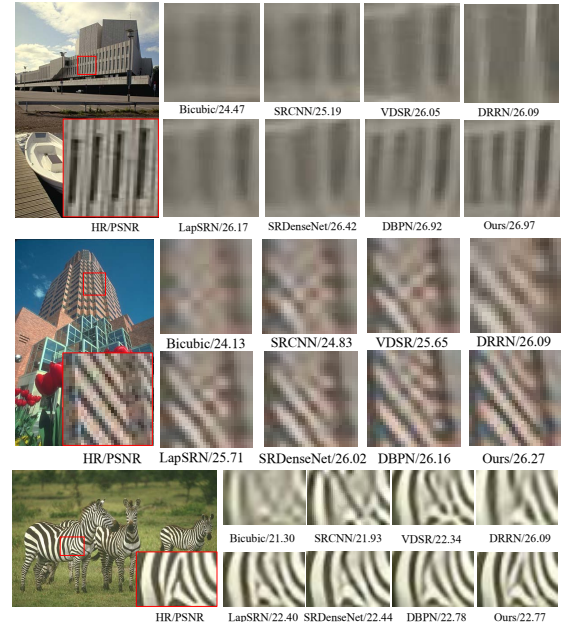 Bicubic/24.47 SRCNN/25.19 VDSR/26.05 DRRN/26.09
HR/PSNR LapSRN/26.17 SRDenseNet/26.42 DBPN/26.92 Ours/26.97
Bicubic/24.13 SRCNN/24.83 VDSR/25.65 DRRN/26.09
HR/PSNR LapSRN/25.71 SRDenseNet/26.02 DBPN/26.16 Ours/26.27
Bicubic/21.30 SRCNN/21.93 VDSR/22.34 DRRN/26.09
HR/PSNR LapSRN/22.40 SRDenseNet/22.44 DBPN/22.78 Ours/22.77